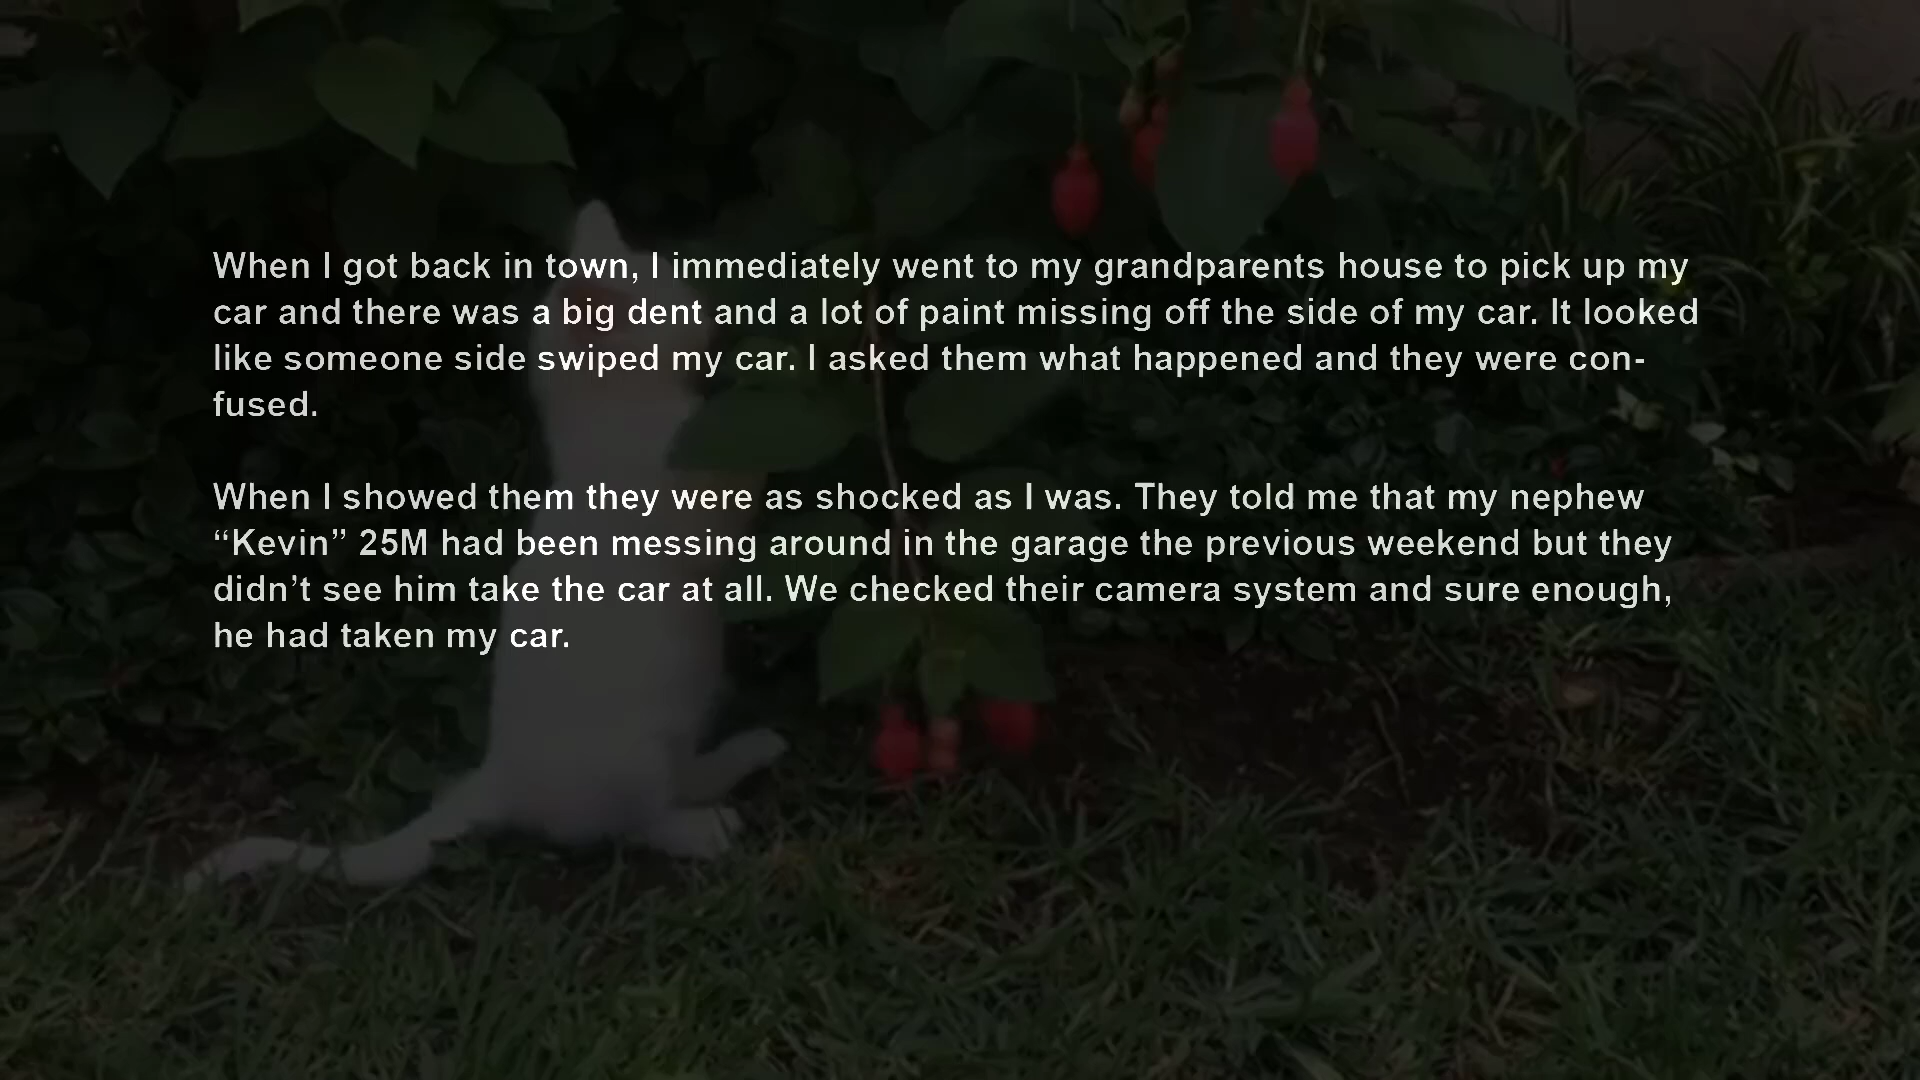 When I got back in town, I immediately went to my grandparents house to pick up my
car and there was a big dent and a lot of paint missing off the side of my car. It looked
like someone side swiped my car. I asked them what happened and they were con-
fused.
When I showed them they were as shocked as I was. They told me that my nephew
“Kevin” 25M had been messing around in the garage the previous weekend but they
didn’t see him take the car at all. We checked their camera system and sure enough,
he had taken my car.